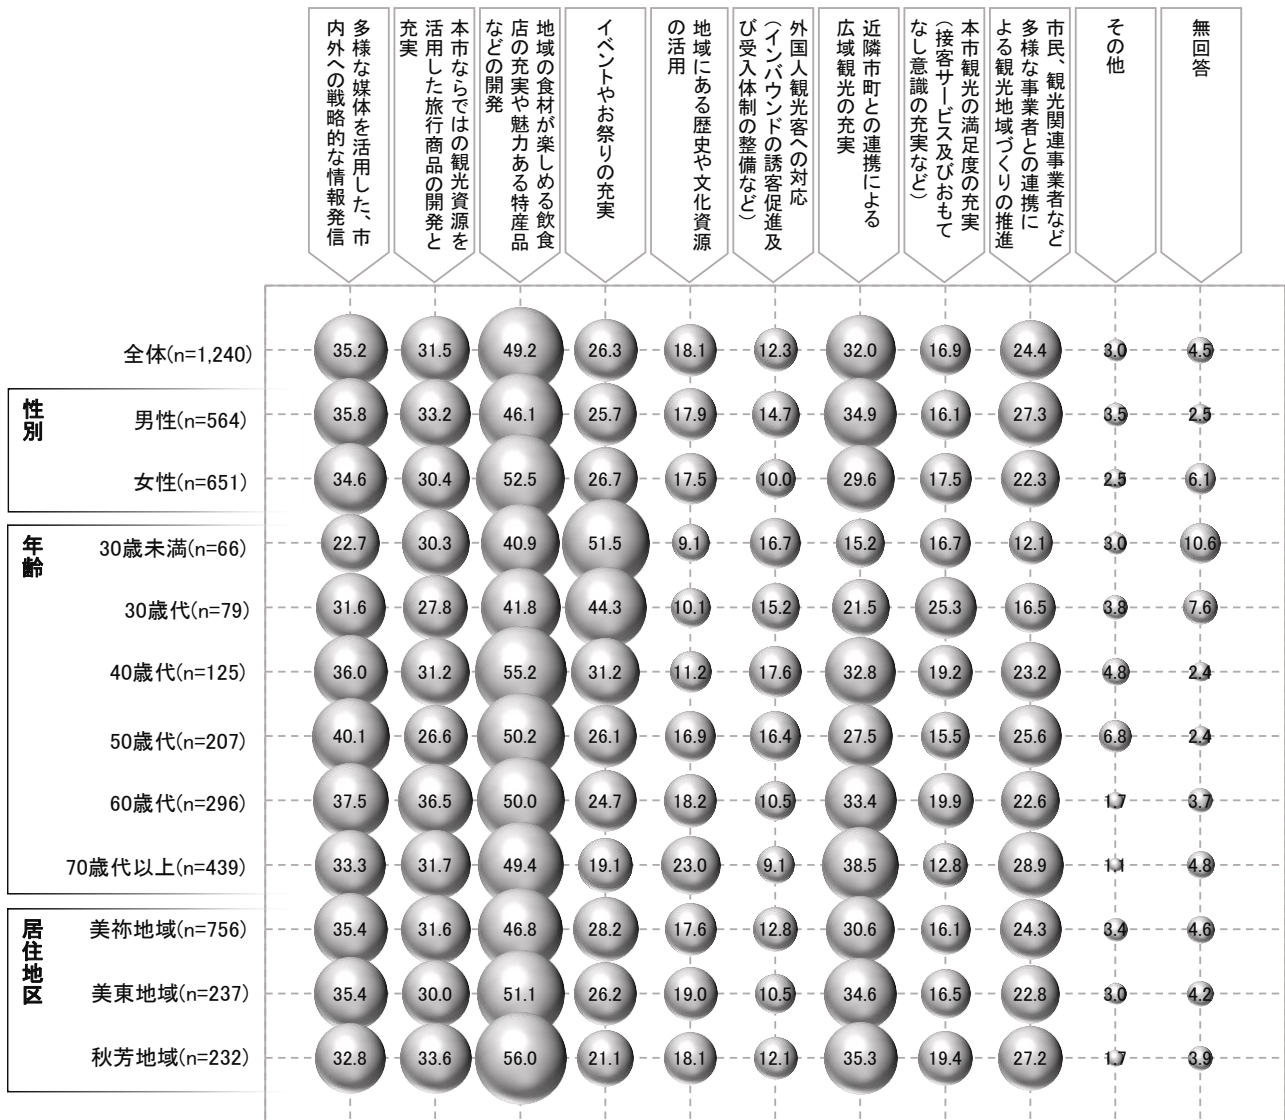 多様な媒体を活用した、市
内外への戦略的な情報発信
本市ならではの観光資源を
活用した旅行商品の開発と
充実
地域の食材が楽しめる飲食
店の充実や魅力ある特産品
などの開発
イベントやお祭りの充実
地域にある歴史や文化資源
の活用
外国人観光客への対応
(インバウンドの誘客促進及
び受入体制の整備など)
近隣市町との連携による
広域観光の充実
本市観光の満足度の充実
(接客サービス及びおもて
なし意識の充実など)
市民、観光関連事業者など
多様な事業者との連携に
よる観光地域づくりの推進
その他
無回答
全体(n=1,240) 35.2 31.5 49.2 26.3 18.1 12.3 32.0 16.9 24.4 3.0 4.5
性別
男性(n=564) 35.8 33.2 46.1 25.7 17.9 14.7 34.9 16.1 27.3 3.5 2.5
女性(n=651) 34.6 30.4 52.5 26.7 17.5 10.0 29.6 17.5 22.3 2.5 6.1
年齢
30歳未満(n=66) 22.7 30.3 40.9 51.5 9.1 16.7 15.2 16.7 12.1 3.0 10.6
30歳代(n=79) 31.6 27.8 41.8 44.3 10.1 15.2 21.5 25.3 16.5 3.8 7.6
40歳代(n=125) 36.0 31.2 55.2 31.2 11.2 17.6 32.8 19.2 23.2 4.8 2.4
50歳代(n=207) 40.1 26.6 50.2 26.1 16.9 16.4 27.5 15.5 25.6 6.8 2.4
60歳代(n=296) 37.5 36.5 50.0 24.7 18.2 10.5 33.4 19.9 22.6 1.7 3.7
70歳代以上(n=439) 33.3 31.7 49.4 19.1 23.0 9.1 38.5 12.8 28.9 1.1 4.8
居住地区
美祢地域(n=756) 35.4 31.6 46.8 28.2 17.6 12.8 30.6 16.1 24.3 3.4 4.6
美東地域(n=237) 35.4 30.0 51.1 26.2 19.0 10.5 34.6 16.5 22.8 3.0 4.2
秋芳地域(n=232) 32.8 33.6 56.0 21.1 18.1 12.1 35.3 19.4 27.2 1.7 3.9